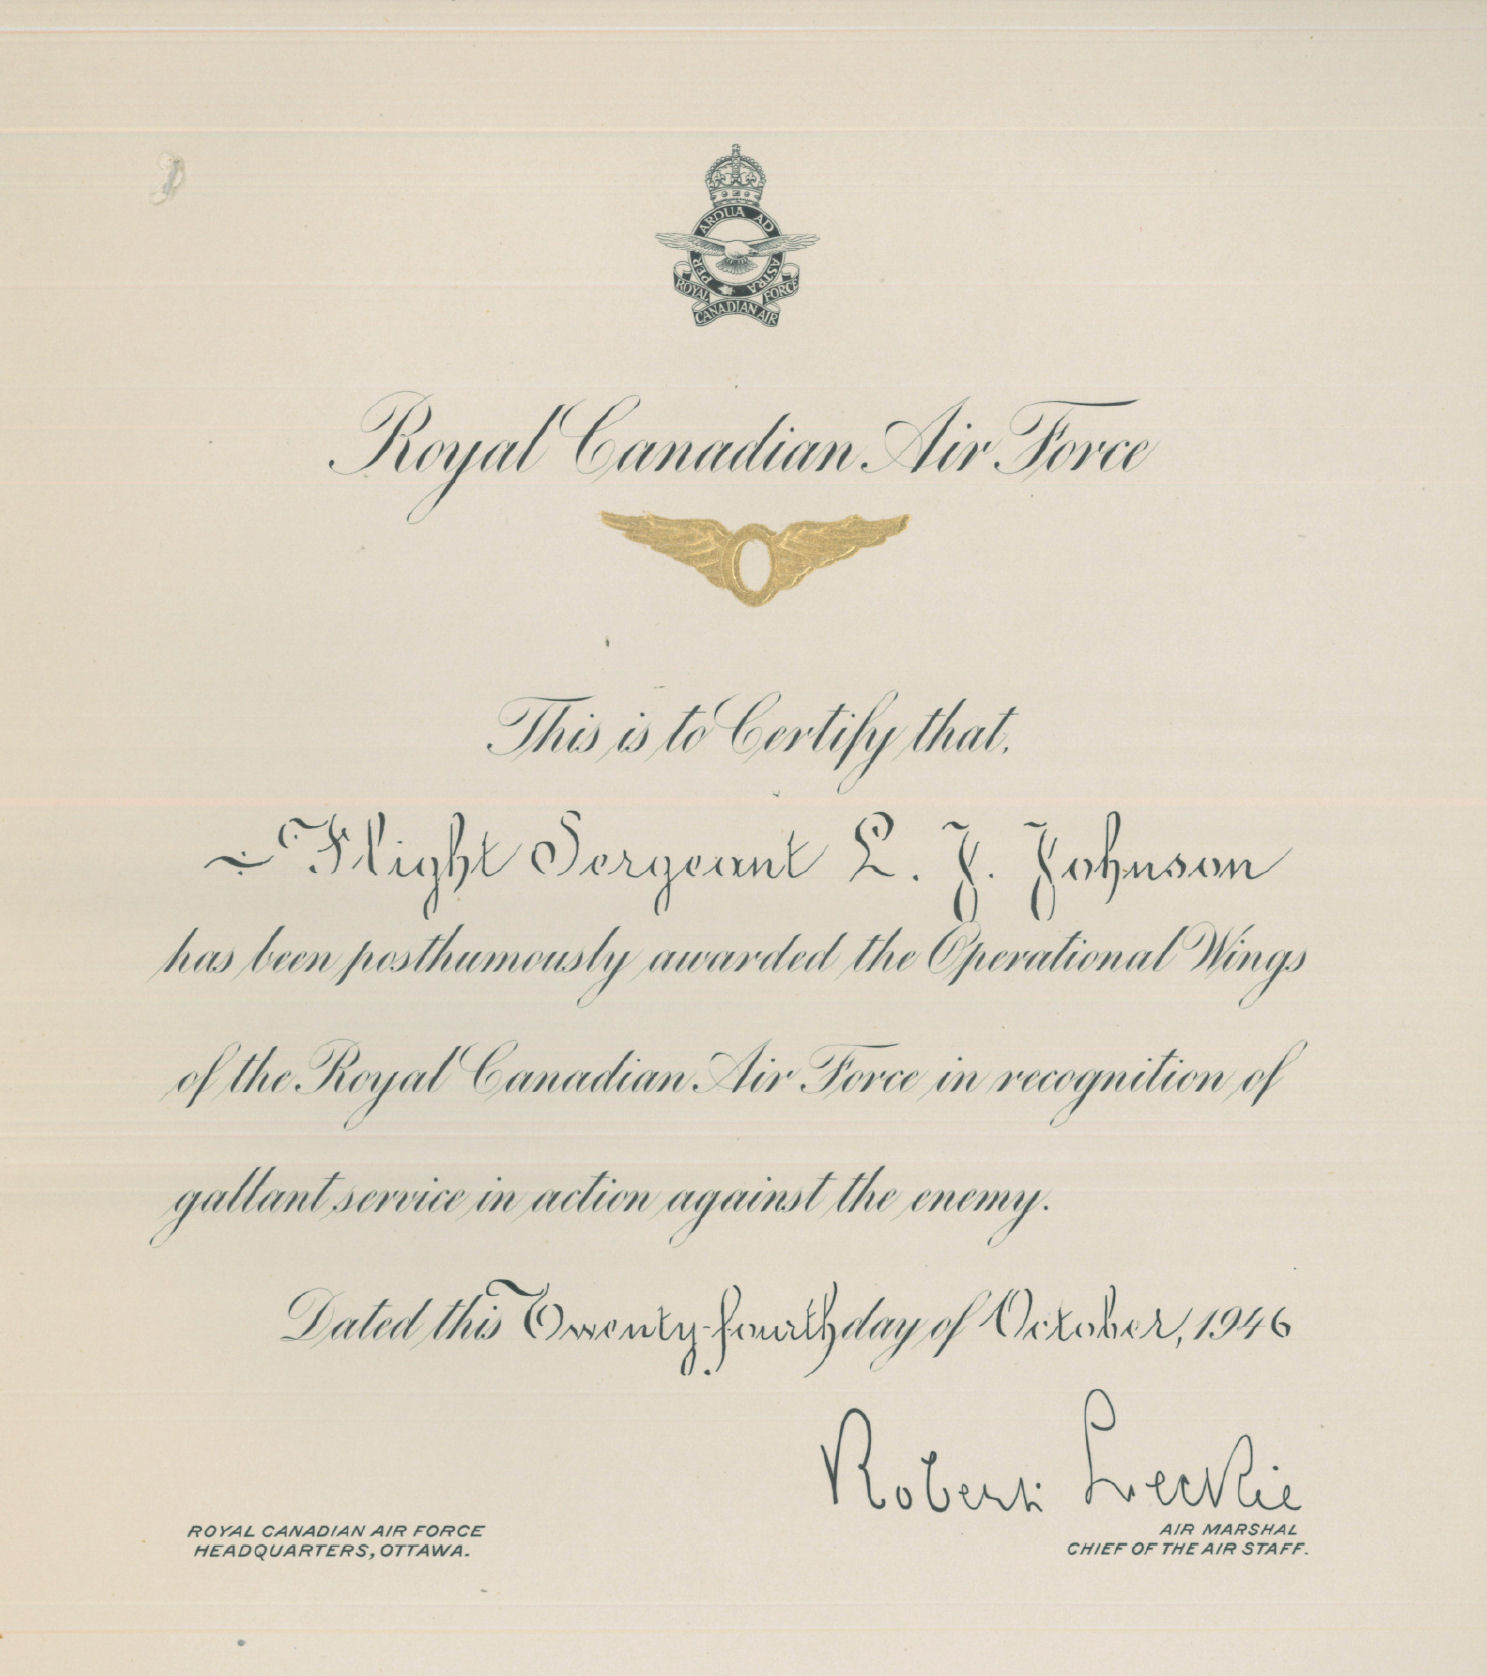 PER ARDUA AD ASTRA
ROYAL CANADIAN AIR FORCE
Royal Canadian Air Force
This is to Certify that,
Flight Sergeant L. J. Johnson
has been posthumously awarded the Operational Wings
of the Royal Canadian Air Force in recognition of
gallant service in action against the enemy.
Dated this Twenty-fourth day of October, 1946
Robert Leckie
ROYAL CANADIAN AIR FORCE
HEADQUARTERS, OTTAWA.
AIR MARSHAL
CHIEF OF THE AIR STAFF.